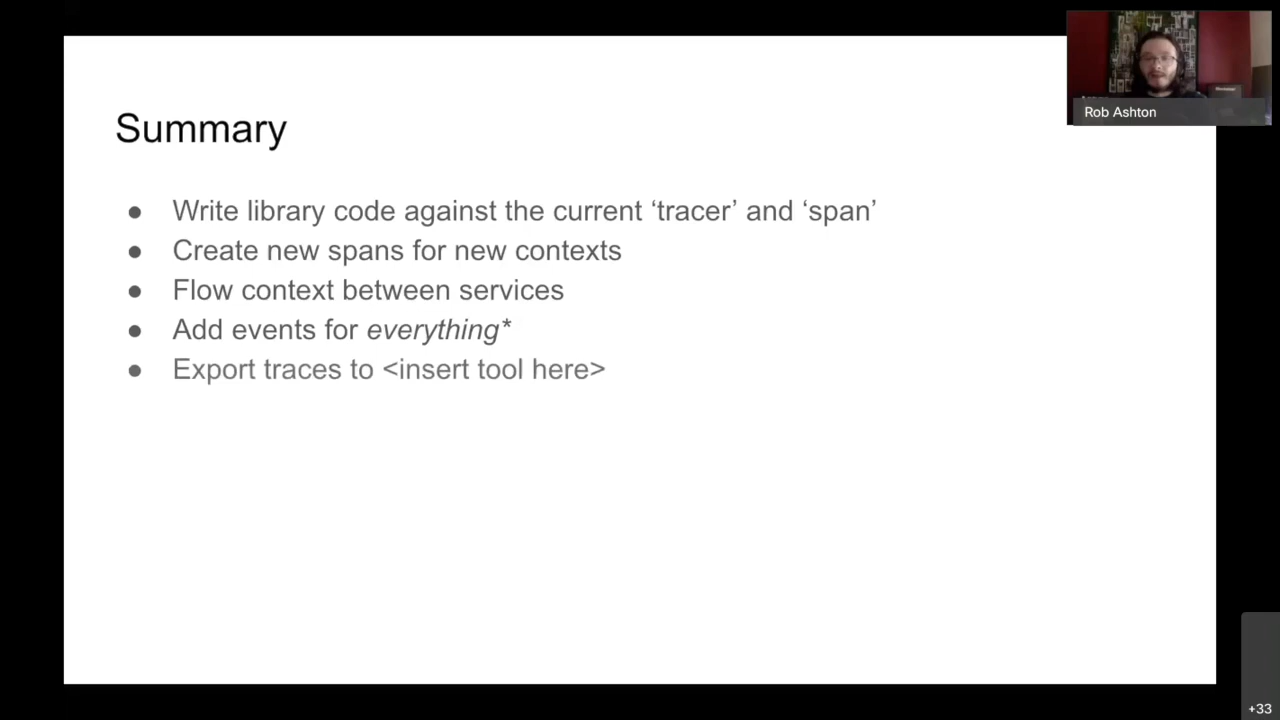 Summary
● Write library code against the current ‘tracer’ and ‘span’
● Create new spans for new contexts
● Flow context between services
● Add events for everything*
● Export traces to <insert tool here>
Rob Ashton
+33